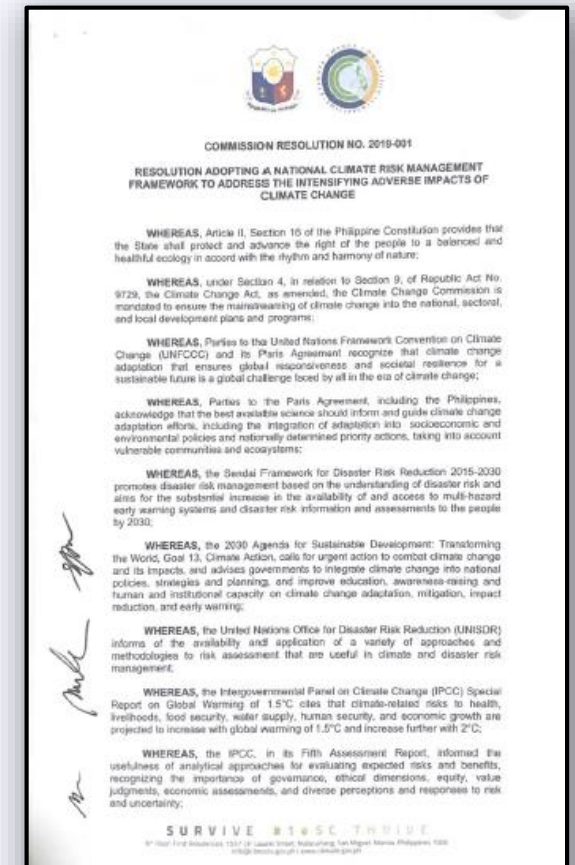 COMMISSION RESOLUTION NO. 2019-001
RESOLUTION ADOPTING A NATIONAL CLIMATE RISK MANAGEMENT
FRAMEWORK TO ADDRESS THE INTENSIFYING ADVERSE IMPACTS OF
CLIMATE CHANGE
WHEREAS, Article II, Section 16 of the Philippine Constitution provides that
the State shall protect and advance the right of the people to a balanced and
healthful ecology in accord with the rhythm and harmony of nature;
WHEREAS, under Section 4, in relation to Section 9, of Republic Act No.
9729, the Climate Change Act, as amended, the Climate Change Commission is
mandated to ensure the mainstreaming of climate change into the national, sectoral,
and local development plans and programs;
WHEREAS, Parties to the United Nations Framework Convention on Climate
Change (UNFCCC) and its Paris Agreement recognize that climate change
adaptation that ensures global responsiveness and societal resilience for a
sustainable future is a global challenge faced by all in the era of climate change;
WHEREAS, Parties to the Paris Agreement, including the Philippines,
acknowledge that the best available science should inform and guide climate change
adaptation efforts, including the integration of adaptation into socioeconomic and
environmental policies and nationally determined priority actions, taking into account
vulnerable communities and ecosystems;
WHEREAS, the Sendai Framework for Disaster Risk Reduction 2015-2030
promotes disaster risk management based on the understanding of disaster risk and
aims for the substantial increase in the availability of and access to multi-hazard
early warning systems and disaster risk information and assessments to the people
by 2030;
WHEREAS, the 2030 Agenda for Sustainable Development: Transforming
the World, Goal 13, Climate Action, calls for urgent action to combat climate change
and its impacts, and advises governments to integrate climate change into national
policies, strategies and planning, and improve education, awareness-raising and
human and institutional capacity on climate change adaptation, mitigation, impact
reduction, and early warning;
WHEREAS, the United Nations Office for Disaster Risk Reduction (UNISDR)
informs of the availability and application of a variety of approaches and
methodologies to risk assessment that are useful in climate and disaster risk
management;
WHEREAS, the Intergovernmental Panel on Climate Change (IPCC) Special
Report on Global Warming of 1.5°C cites that climate-related risks to health,
livelihoods, food security, water supply, human security, and economic growth are
projected to increase with global warming of 1.5°C and increase further with 2°C;
WHEREAS, the IPCC, in its Fifth Assessment Report, informed the
usefulness of analytical approaches for evaluating expected risks and benefits,
recognizing the importance of governance, ethical dimensions, equity, value
judgments, economic assessments, and diverse perceptions and responses to risk
and uncertainty;
SURVIVE #1o5C THRIVE